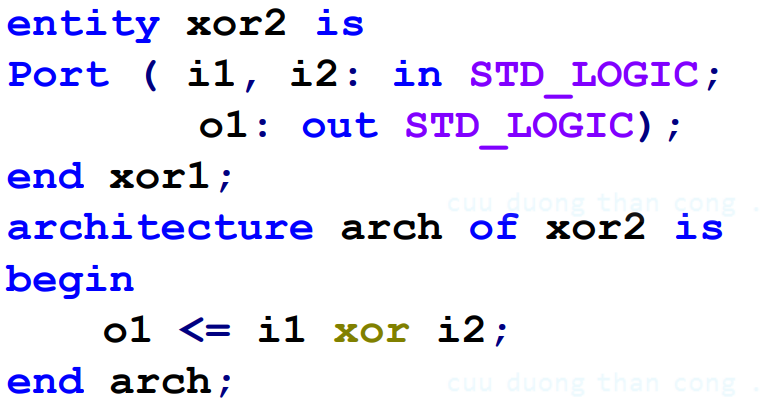 entity xor2 is
Port ( i1, i2: in STD_LOGIC;
o1: out STD_LOGIC);
end xor1;
cuu duong than cong .
architecture arch of xor2 is
begin
o1 <= i1 xor i2;
end arch;
cuu duong than cong .